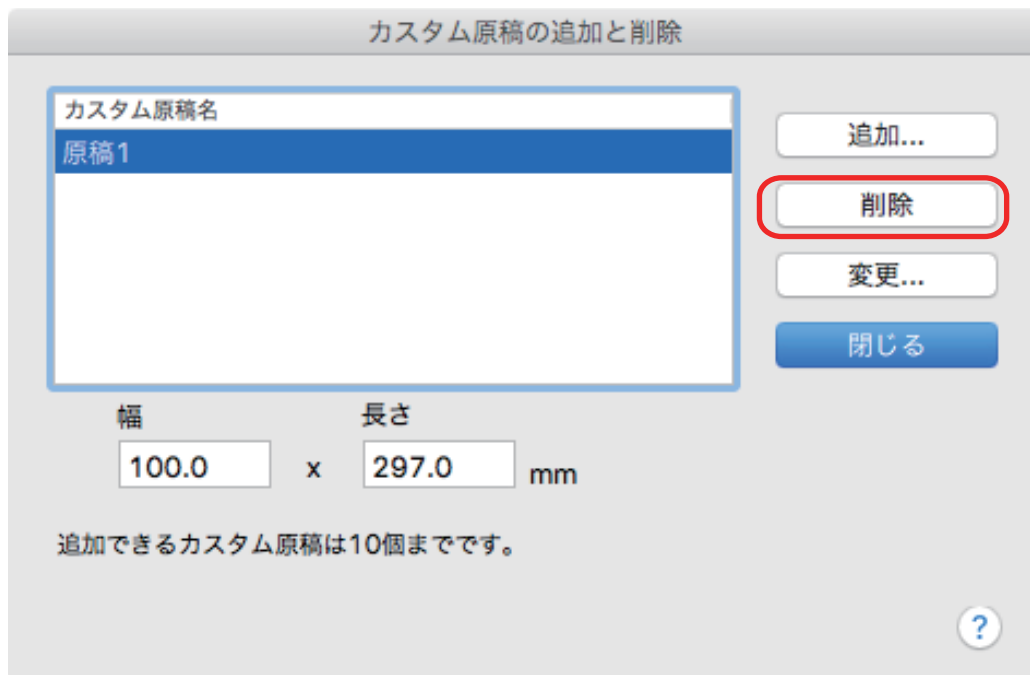 カスタム原稿の追加と削除
カスタム原稿名
原稿1
追加...
削除
変更...
閉じる
幅 長さ
100.0 x 297.0 mm
追加できるカスタム原稿は10個までです。
?